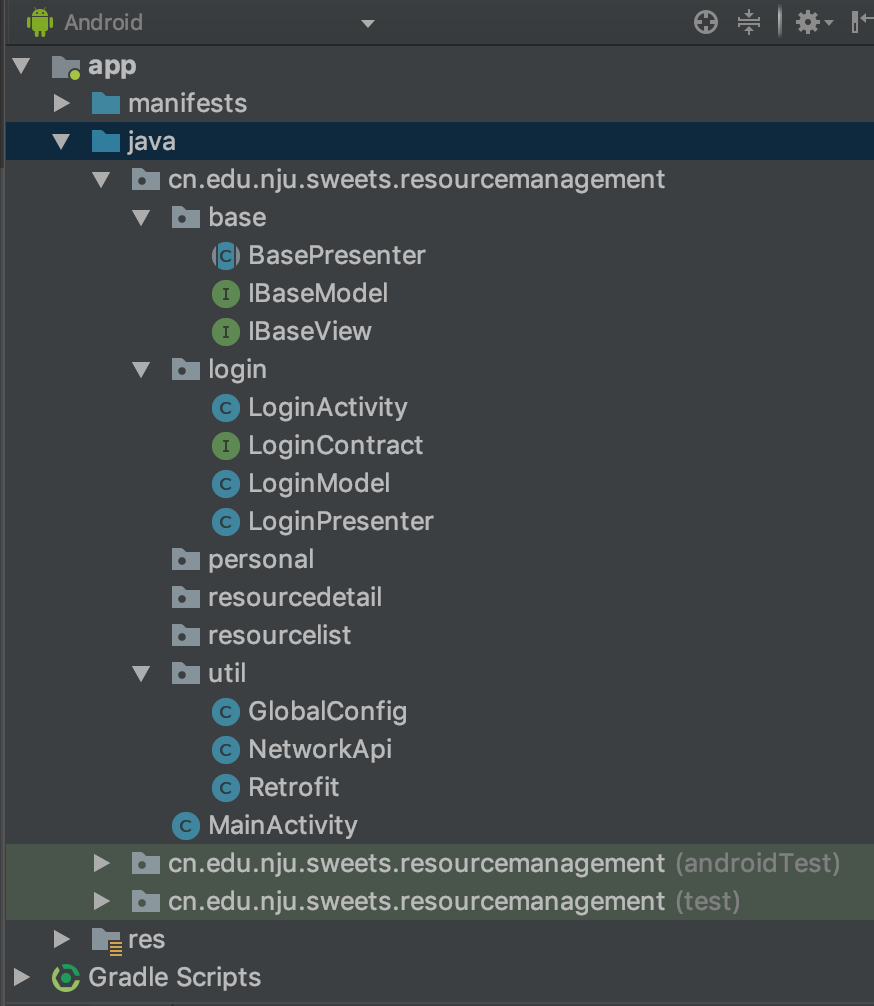 Android
app
manifests
java
cn.edu.nju.sweets.resourcemanagement
base
C BasePresenter
I IBaseModel
I IBaseView
login
C LoginActivity
I LoginContract
C LoginModel
C LoginPresenter
personal
resourcedetail
resourcelist
util
C GlobalConfig
C NetworkApi
C Retrofit
C MainActivity
cn.edu.nju.sweets.resourcemanagement (androidTest)
cn.edu.nju.sweets.resourcemanagement (test)
res
Gradle Scripts